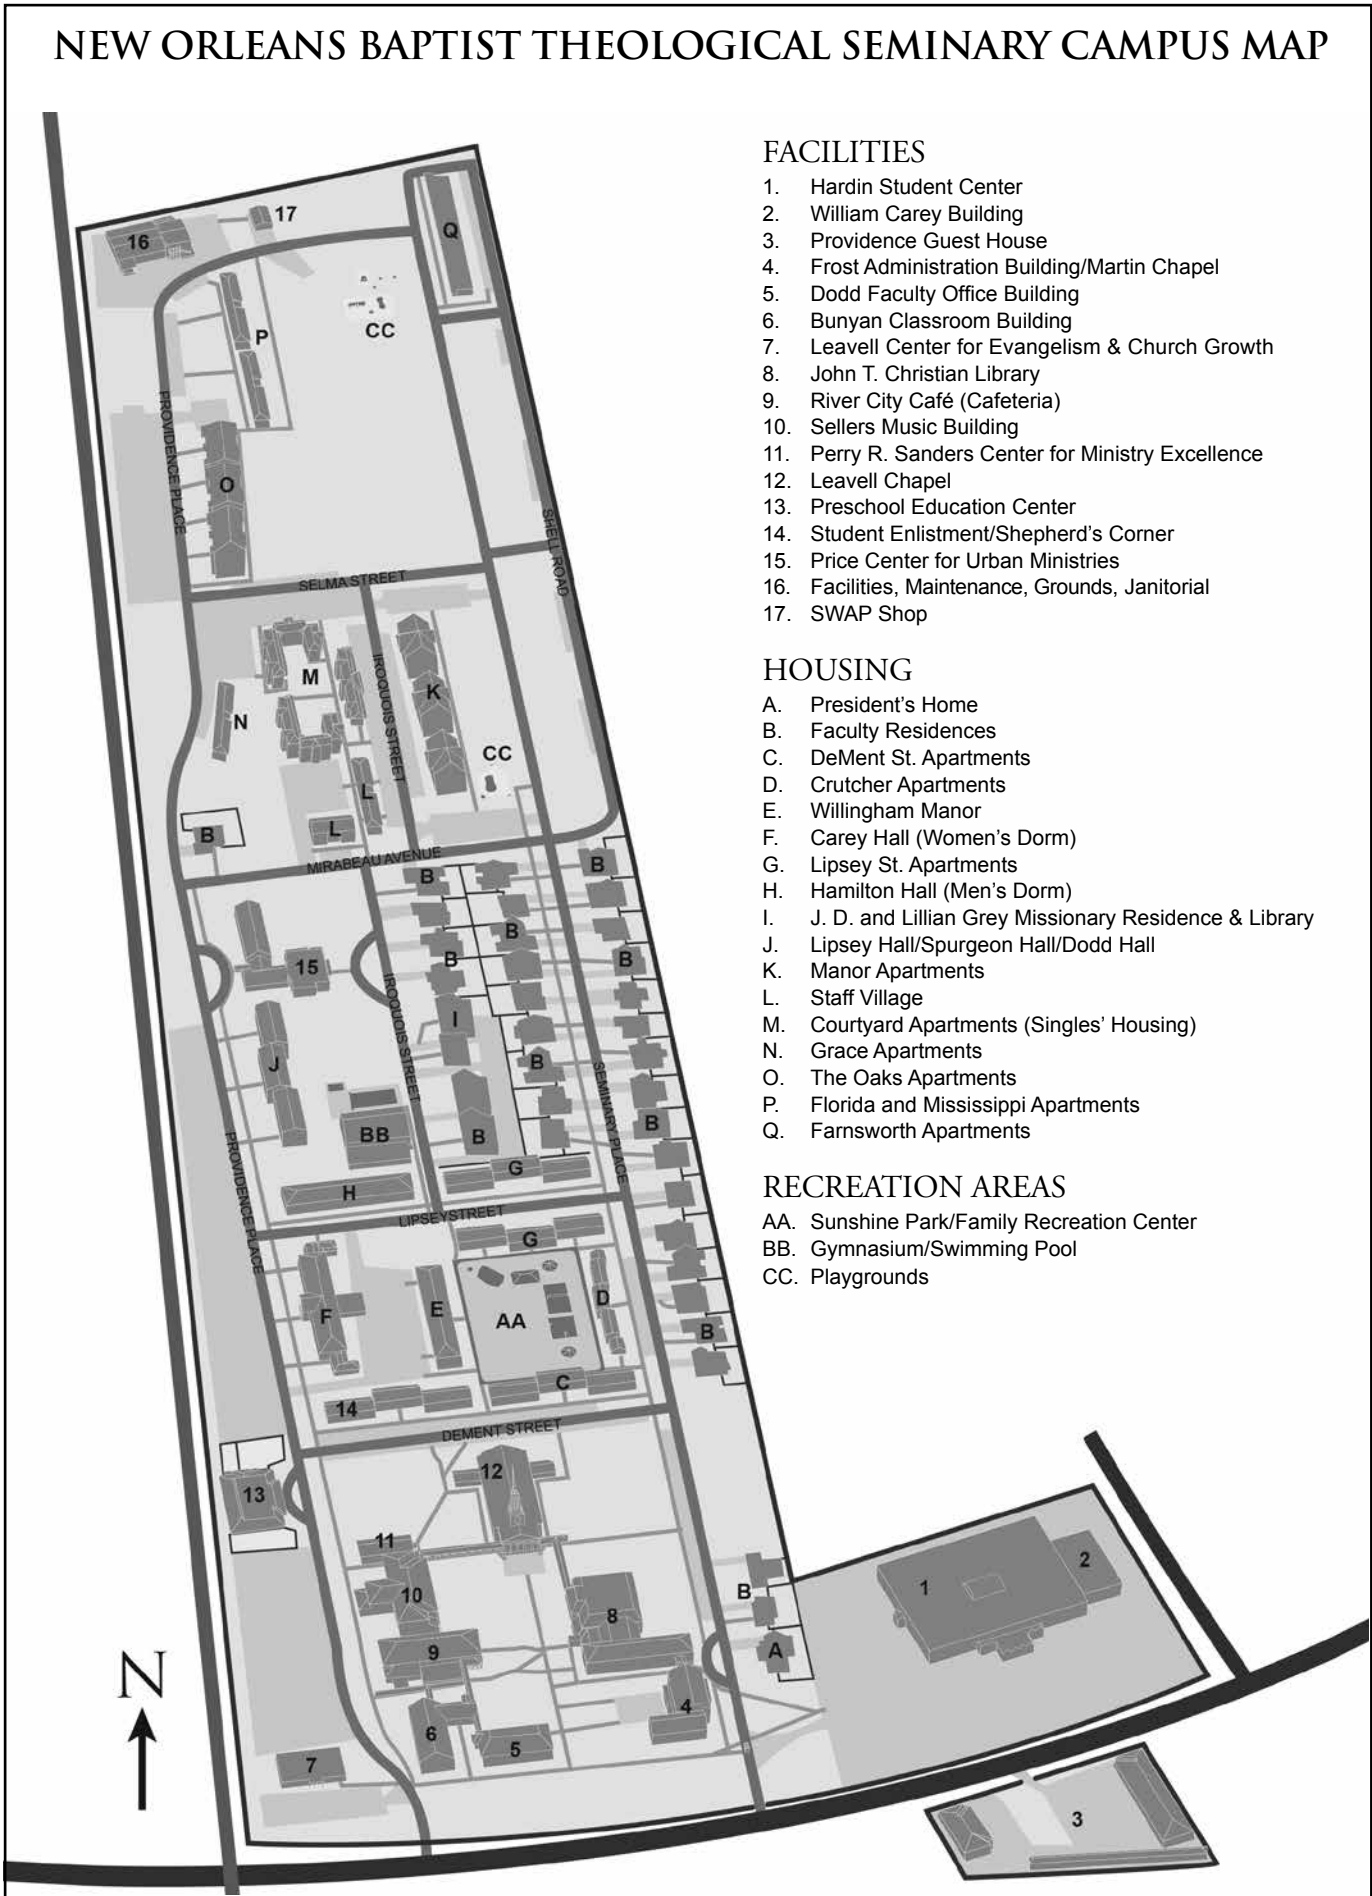 NEW ORLEANS BAPTIST THEOLOGICAL SEMINARY CAMPUS MAP
FACILITIES
1. Hardin Student Center
2. William Carey Building
3. Providence Guest House
4. Frost Administration Building/Martin Chapel
5. Dodd Faculty Office Building
6. Bunyan Classroom Building
7. Leavell Center for Evangelism & Church Growth
8. John T. Christian Library
9. River City Café (Cafeteria)
10. Sellers Music Building
11. Perry R. Sanders Center for Ministry Excellence
12. Leavell Chapel
13. Preschool Education Center
14. Student Enlistment/Shepherd's Corner
15. Price Center for Urban Ministries
16. Facilities, Maintenance, Grounds, Janitorial
17. SWAP Shop
HOUSING
A. President's Home
B. Faculty Residences
C. DeMent St. Apartments
D. Crutcher Apartments
E. Willingham Manor
F. Carey Hall (Women's Dorm)
G. Lipsey St. Apartments
H. Hamilton Hall (Men's Dorm)
I. J. D. and Lillian Grey Missionary Residence & Library
J. Lipsey Hall/Spurgeon Hall/Dodd Hall
K. Manor Apartments
L. Staff Village
M. Courtyard Apartments (Singles' Housing)
N. Grace Apartments
O. The Oaks Apartments
P. Florida and Mississippi Apartments
Q. Farnsworth Apartments
RECREATION AREAS
AA. Sunshine Park/Family Recreation Center
BB. Gymnasium/Swimming Pool
CC. Playgrounds
17
16
Q
CC
P
PROVIDENCE PLACE
O
SHELL ROAD
SELMA STREET
M
IROQUOIS STREET
K
N
CC
L
L
B
MIRABEAU AVENUE
B
B
B
B
B
15
IROQUOIS STREET
I
J
B
SEMINARY PLACE
BB
B
B
PROVIDENCE PLACE
G
H
LIPSEYSTREET
G
F
E
AA
D
B
C
14
DEMENT STREET
12
13
11
10
8
B
1
2
9
A
4
6
5
7
3
N